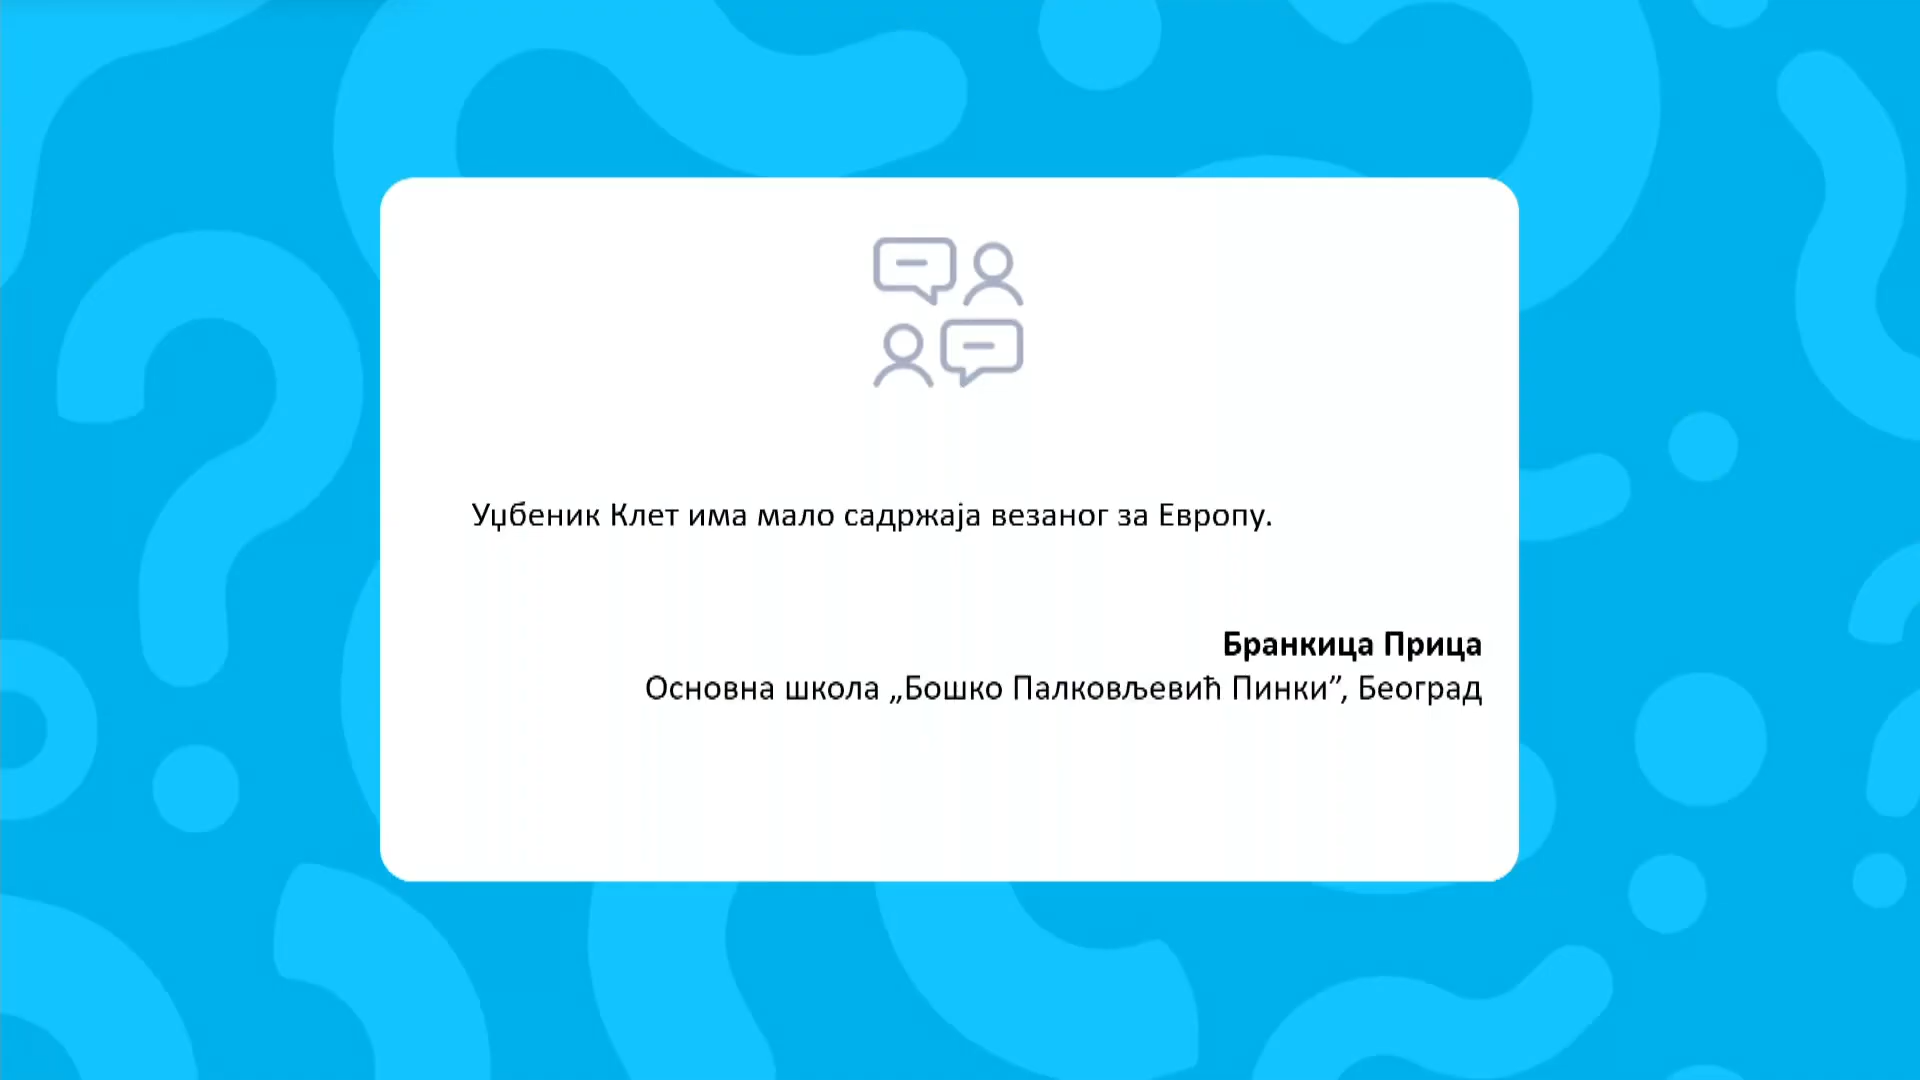 Уџбеник Клет има мало садржаја везаног за Европу.
Бранкица Прица
Основна школа „Бошко Палковљевић Пинки”, Београд